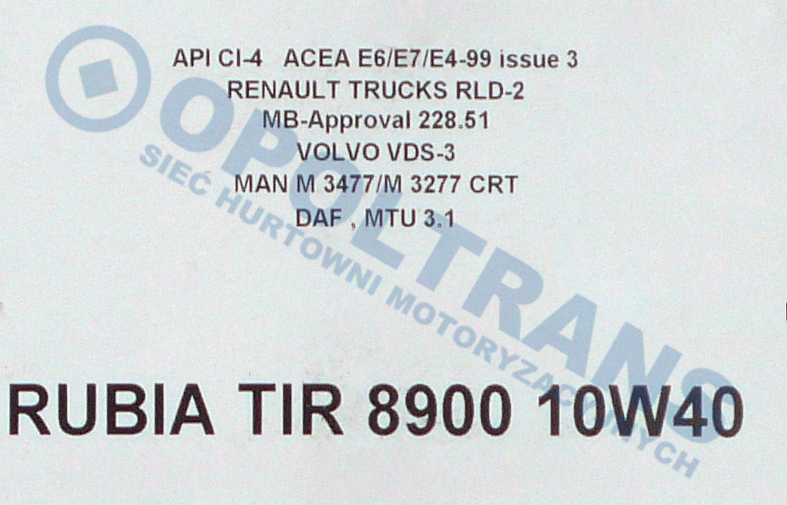 API CI-4 ACEA E6/E7/E4-99 issue 3
RENAULT TRUCKS RLD-2
MB-Approval 228.51
VOLVO VDS-3
MAN M 3477/M 3277 CRT
DAF , MTU 3.1
OPOLTRANS
SIEĆ HURTOWNI MOTORYZACYJNYCH
RUBIA TIR 8900 10W40